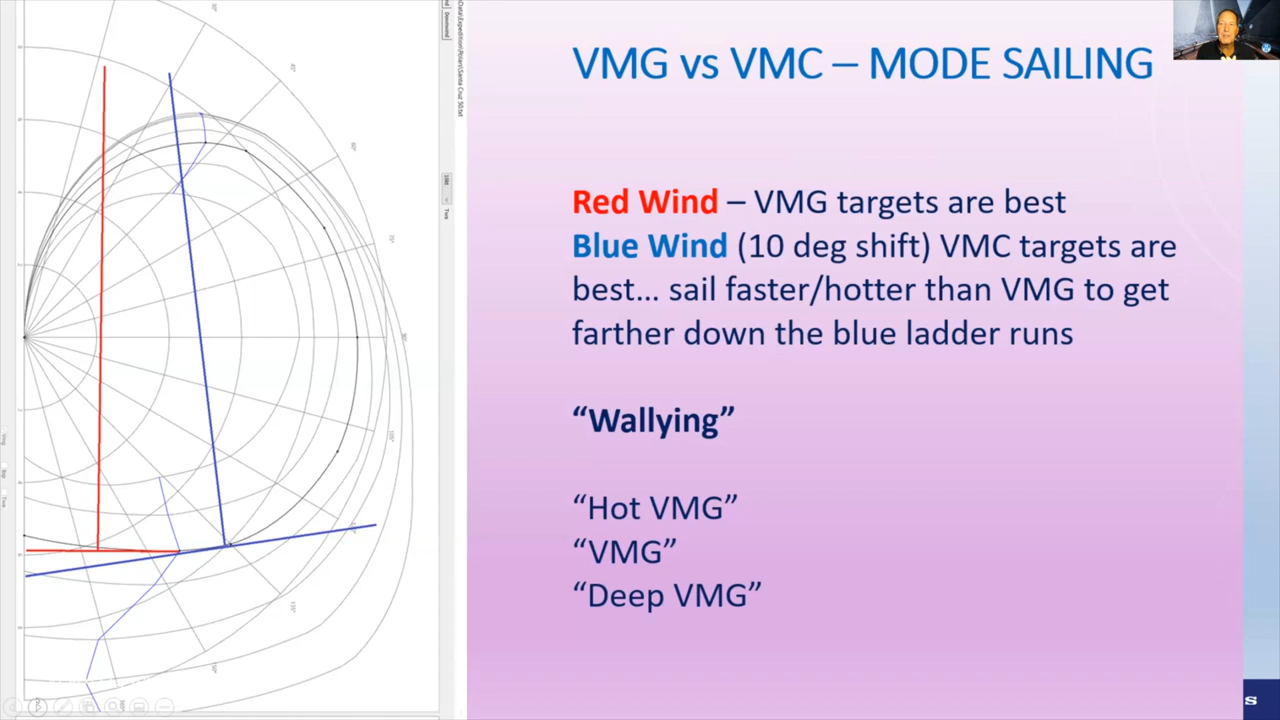 VMG vs VMC – MODE SAILING
Red Wind – VMG targets are best
Blue Wind (10 deg shift) VMC targets are
best... sail faster/hotter than VMG to get
farther down the blue ladder runs
“Wallying”
“Hot VMG”
“VMG”
“Deep VMG”
s